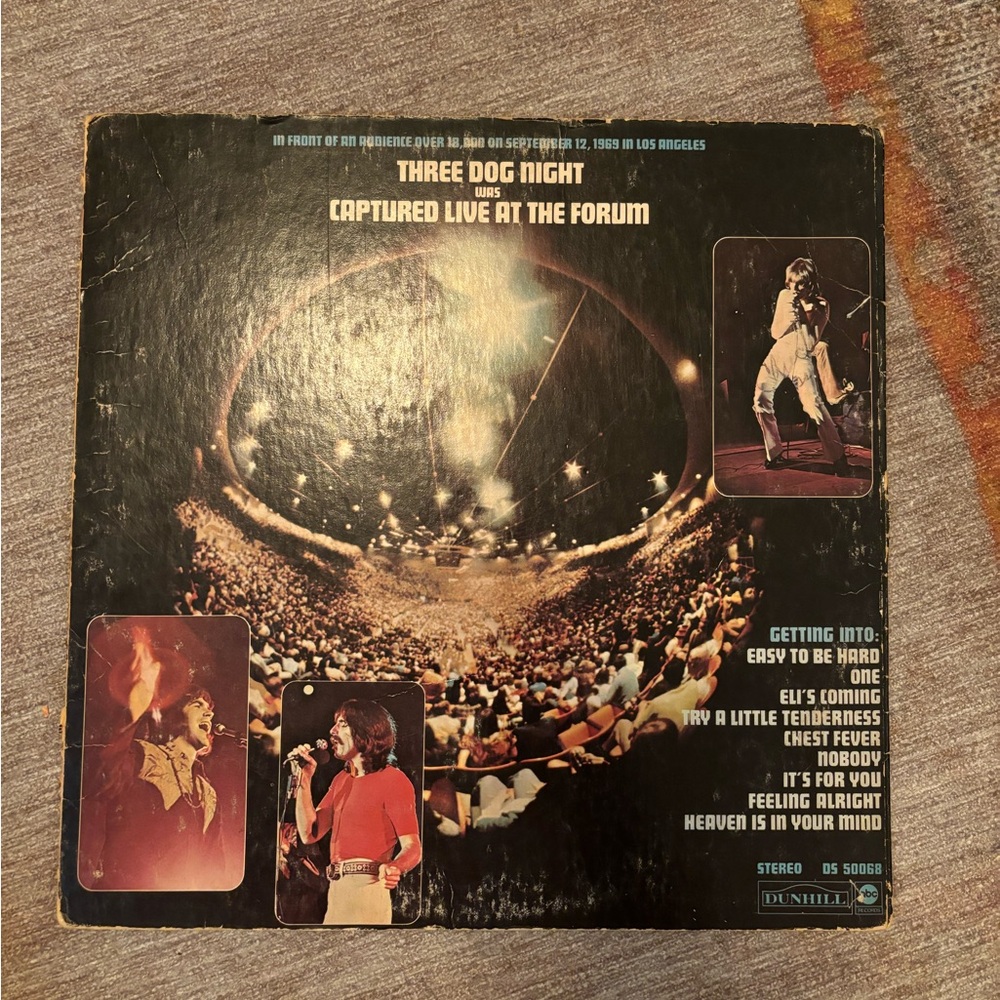 IN FRONT OF AN AUDIENCE OVER 18,000 ON SEPTEMBER 12, 1969 IN LOS ANGELES
THREE DOG NIGHT
WAS
CAPTURED LIVE AT THE FORUM
GETTING INTO:
EASY TO BE HARD
ONE
ELI'S COMING
TRY A LITTLE TENDERNESS
CHEST FEVER
NOBODY
IT'S FOR YOU
FEELING ALRIGHT
HEAVEN IS IN YOUR MIND
STEREO DS 50068
DUNHILL
abc
RECORDS